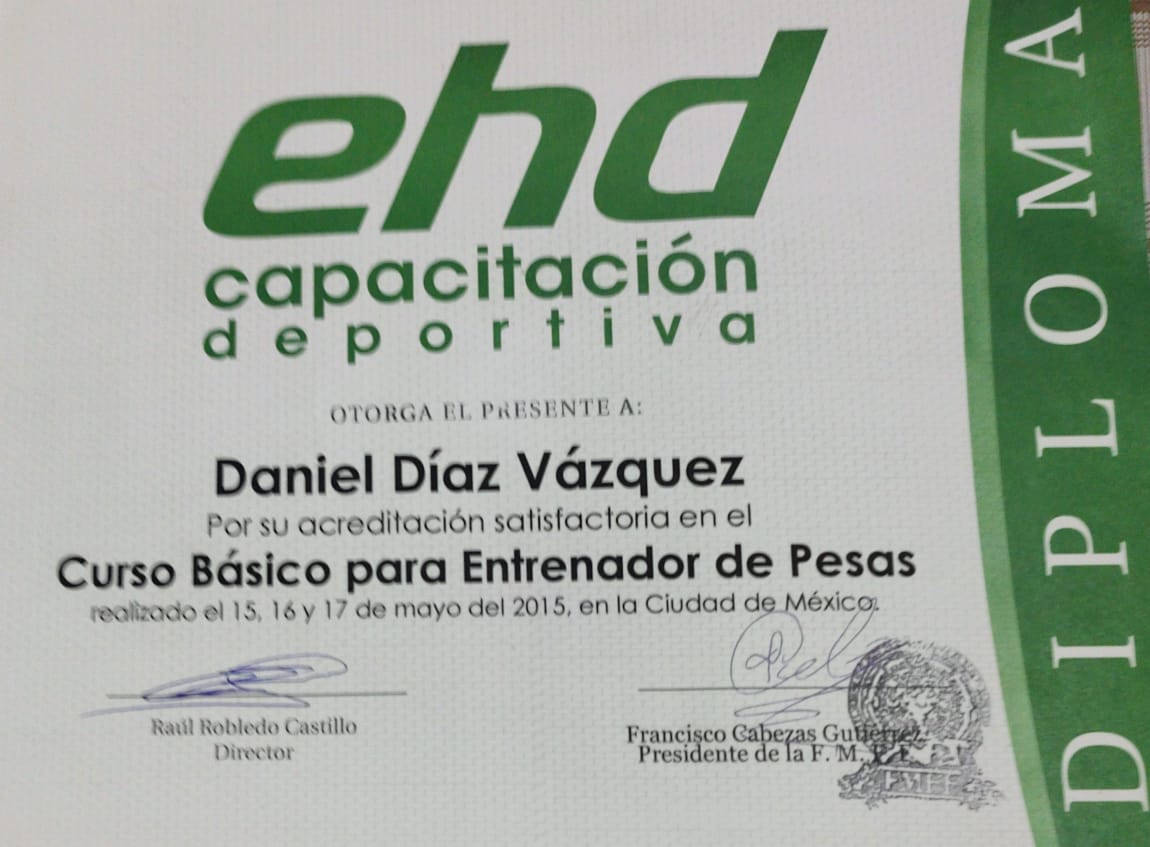 ehd
capacitación
deportiva
OTORGA EL PRESENTE A:
Daniel Díaz Vázquez
Por su acreditación satisfactoria en el
Curso Básico para Entrenador de Pesas
realizado el 15, 16 y 17 de mayo del 2015, en la Ciudad de México.
Raúl Robledo Castillo
Director
Francisco Cabezas Gutiérrez
Presidente de la F. M.
DIPLOMA